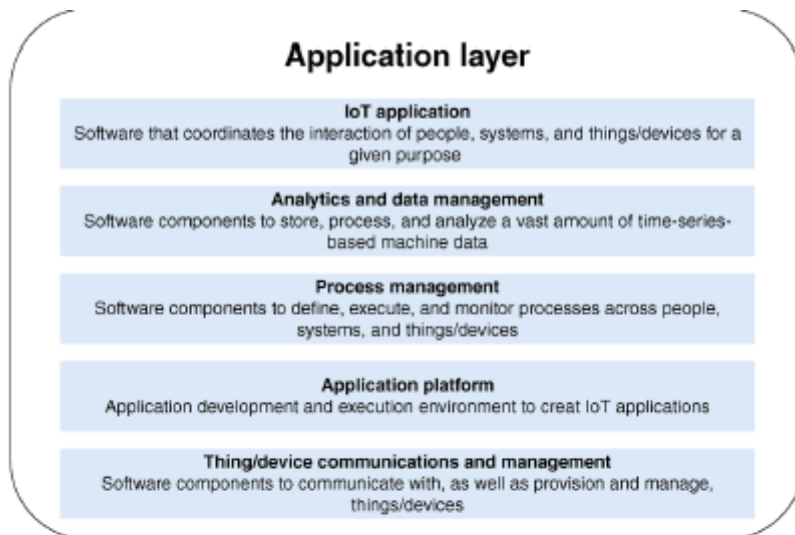 Application layer
IoT application
Software that coordinates the interaction of people, systems, and things/devices for a
given purpose
Analytics and data management
Software components to store, process, and analyze a vast amount of time-series-
based machine data
Process management
Software components to define, execute, and monitor processes across people,
systems, and things/devices
Application platform
Application development and execution environment to creat IoT applications
Thing/device communications and management
Software components to communicate with, as well as provision and manage,
things/devices